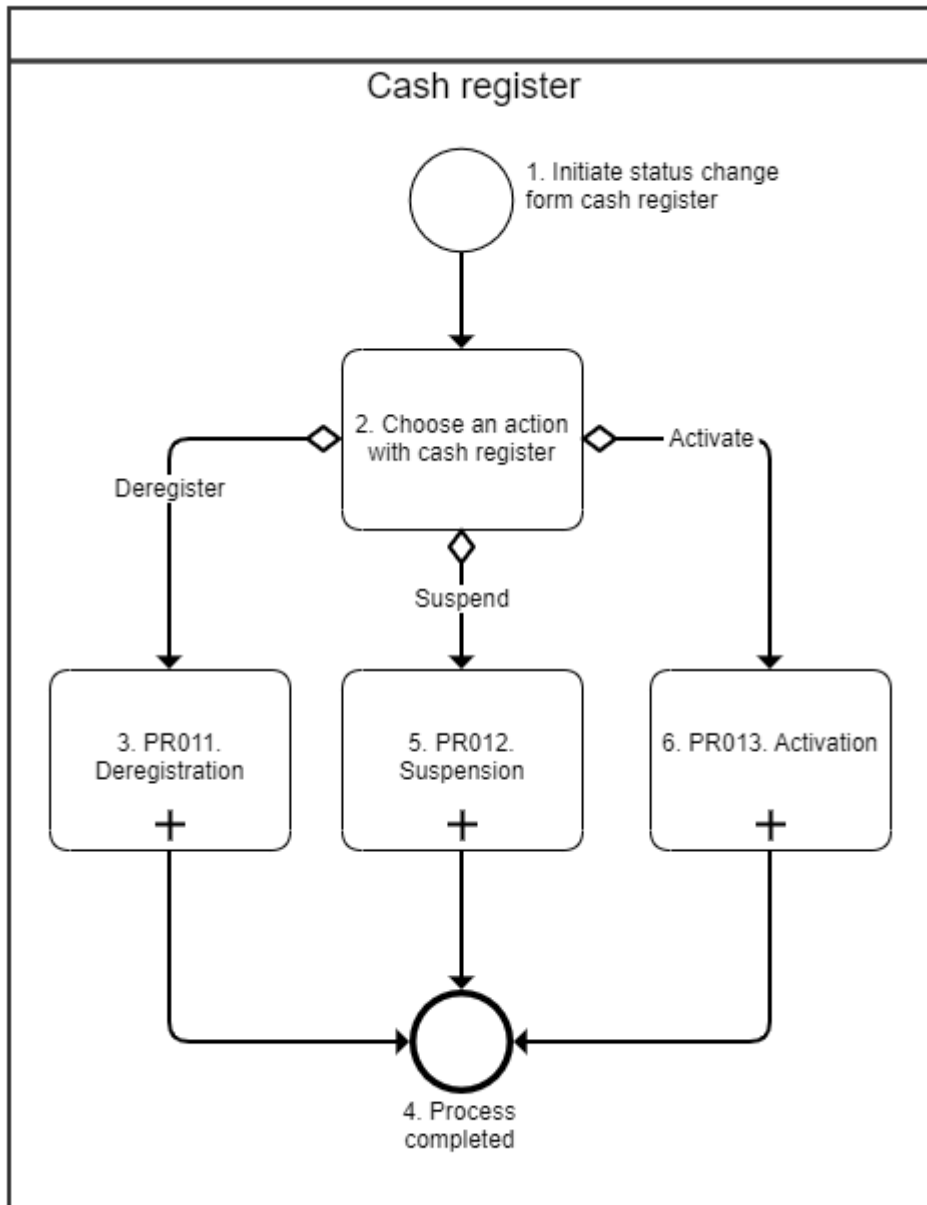 Cash register
1. Initiate status change
form cash register
2. Choose an action
with cash register
Activate
Deregister
Suspend
3. PR011.
Deregistration
5. PR012.
Suspension
6. PR013. Activation
4. Process
completed